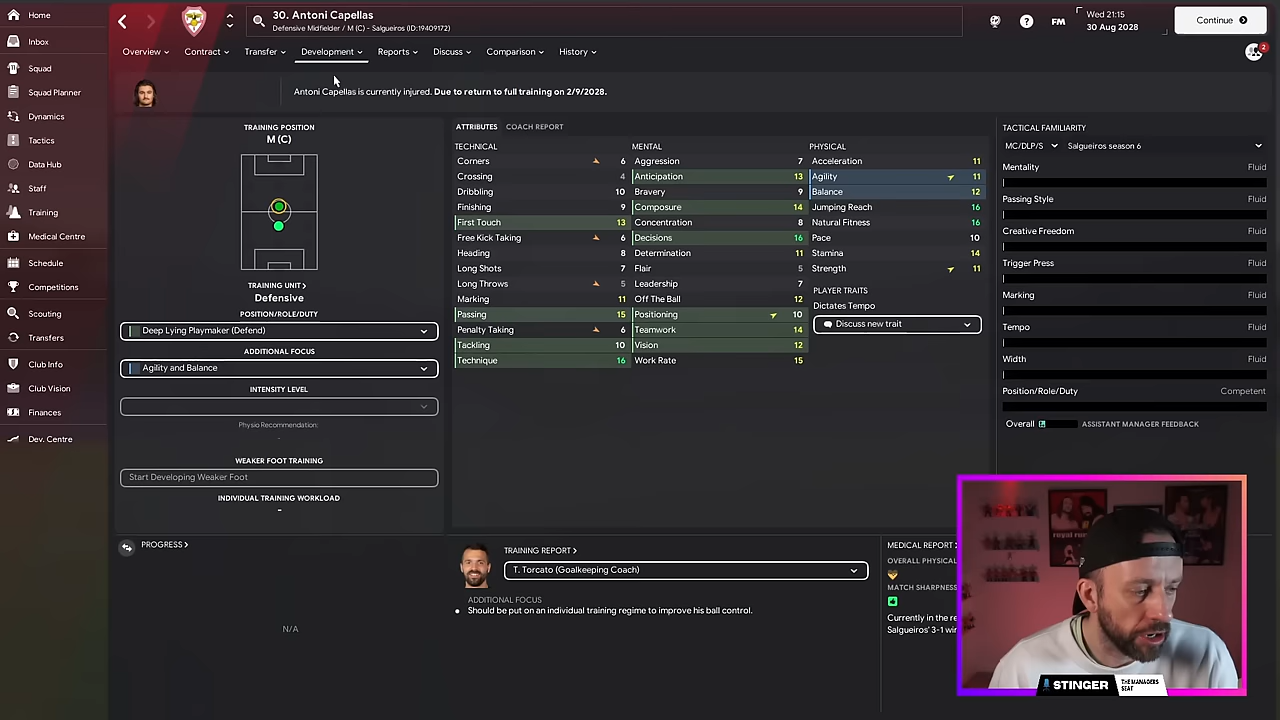 Home
Inbox
Squad
Squad Planner
Dynamics
Tactics
Data Hub
Staff
Training
Medical Centre
Schedule
Competitions
Scouting
Transfers
Club Info
Club Vision
Finances
Dev. Centre
30. Antoni Capellas
Defensive Midfielder / M (C) - Salgueiros (ID:19409172)
FM
Wed 21:15
30 Aug 2028
Continue
Overview
Contract
Transfer
Development
Reports
Discuss
Comparison
History
2
Antoni Capellas is currently injured. Due to return to full training on 2/9/2028.
TRAINING POSITION
M (C)
TRAINING UNIT >
Defensive
POSITION/ROLE/DUTY
Deep Lying Playmaker (Defend)
ADDITIONAL FOCUS
Agility and Balance
INTENSITY LEVEL
Physio Recommendation:
-
WEAKER FOOT TRAINING
Start Developing Weaker Foot
INDIVIDUAL TRAINING WORKLOAD
-
ATTRIBUTES COACH REPORT
TECHNICAL
Corners 6
Crossing 4
Dribbling 10
Finishing 9
First Touch 13
Free Kick Taking 6
Heading 8
Long Shots 7
Long Throws 5
Marking 11
Passing 15
Penalty Taking 6
Tackling 10
Technique 16
MENTAL
Aggression 7
Anticipation 13
Bravery 9
Composure 14
Concentration 8
Decisions 16
Determination 11
Flair 5
Leadership 7
Off The Ball 12
Positioning 10
Teamwork 14
Vision 12
Work Rate 15
PHYSICAL
Acceleration 11
Agility 11
Balance 12
Jumping Reach 16
Natural Fitness 16
Pace 10
Stamina 14
Strength 11
PLAYER TRAITS
Dictates Tempo
Discuss new trait
TACTICAL FAMILIARITY
MC/DLP/S Salgueiros season 6
Mentality Fluid
Passing Style Fluid
Creative Freedom Fluid
Trigger Press Fluid
Marking Fluid
Tempo Fluid
Width Fluid
Position/Role/Duty Competent
Overall ASSISTANT MANAGER FEEDBACK
PROGRESS >
N/A
TRAINING REPORT >
T. Torcato (Goalkeeping Coach)
ADDITIONAL FOCUS
Should be put on an individual training regime to improve his ball control.
MEDICAL REPORT >
OVERALL PHYSICAL
MATCH SHARPNESS
Currently in the re
Salgueiros' 3-1 win
STINGER
THE MANAGERS
SEAT